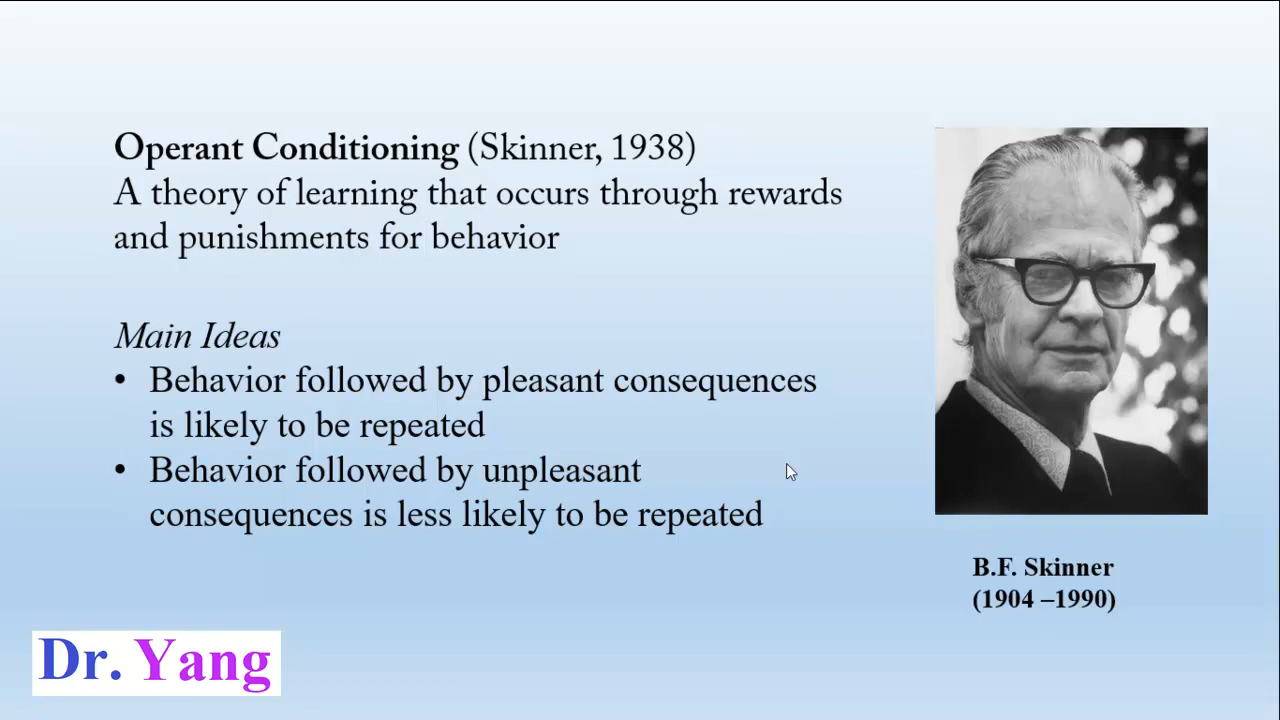 Operant Conditioning (Skinner, 1938)
A theory of learning that occurs through rewards
and punishments for behavior
Main Ideas
• Behavior followed by pleasant consequences
is likely to be repeated
• Behavior followed by unpleasant
consequences is less likely to be repeated
B.F. Skinner
(1904 –1990)
Dr. Yang